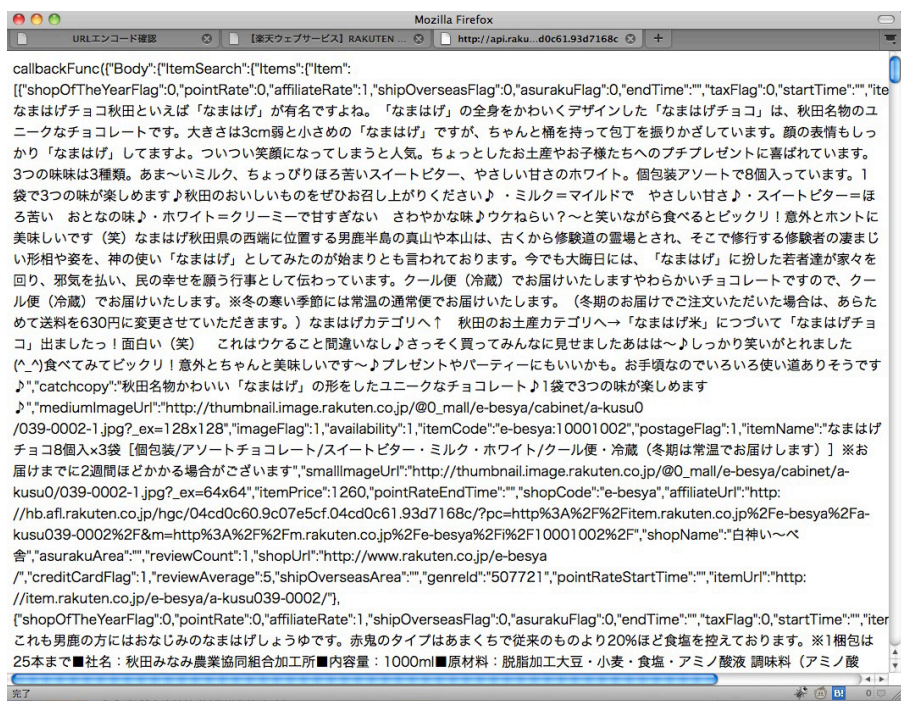 Mozilla Firefox
URLエンコード確認
【楽天ウェブサービス】RAKUTEN ...
http://api.raku...d0c61.93d7168c
+
callbackFunc({"Body":{"ItemSearch":{"Items":{"Item":
[{"shopOfTheYearFlag":0,"pointRate":0,"affiliateRate":1,"shipOverseasFlag":0,"asurakuFlag":0,"endTime":"","taxFlag":0,"startTime":"","ite
なまはげチョコ秋田といえば「なまはげ」が有名ですよね。「なまはげ」の全身をかわいくデザインした「なまはげチョコ」は、秋田名物のユ
ニークなチョコレートです。大きさは3cm弱と小さめの「なまはげ」ですが、ちゃんと桶を持って包丁を振りかざしています。顔の表情もしっ
かり「なまはげ」してますよ。ついつい笑顔になってしまうと人気。ちょっとしたお土産やお子様たちへのプチプレゼントに喜ばれています。
3つの味味は3種類。あま〜いミルク、ちょっぴりほろ苦いスイートビター、やさしい甘さのホワイト。個包装アソートで8個入っています。1
袋で3つの味が楽しめます♪秋田のおいしいものをぜひお召し上がりください♪ ・ミルク＝マイルドで　やさしい甘さ♪・スイートビター＝ほ
ろ苦い　おとなの味♪・ホワイト＝クリーミーで甘すぎない　さわやかな味♪ウケねらい？〜と笑いながら食べるとビックリ！意外とホントに
美味しいです（笑）なまはげ秋田県の西端に位置する男鹿半島の真山や本山は、古くから修験道の霊場とされ、そこで修行する修験者の凄まじ
い形相や姿を、神の使い「なまはげ」としてみたのが始まりとも言われております。今でも大晦日には、「なまはげ」に扮した若者達が家々を
回り、邪気を払い、民の幸せを願う行事として伝わっています。クール便（冷蔵）でお届けいたしますやわらかいチョコレートですので、クー
ル便（冷蔵）でお届けいたします。※冬の寒い季節には常温の通常便でお届けいたします。（冬期のお届けでご注文いただいた場合は、あらた
めて送料を630円に変更させていただきます。）なまはげカテゴリへ↑　秋田のお土産カテゴリへ→「なまはげ米」につづいて「なまはげチョ
コ」出ましたっ！面白い（笑）　これはウケること間違いなし♪さっそく買ってみんなに見せましたあはは〜♪しっかり笑いがとれました
(^_^)食べてみてビックリ！意外とちゃんと美味しいです〜♪プレゼントやパーティーにもいいかも。お手頃なのでいろいろ使い道ありそうです
♪","catchcopy":"秋田名物かわいい「なまはげ」の形をしたユニークなチョコレート♪1袋で3つの味が楽しめます
♪","mediumImageUrl":"http://thumbnail.image.rakuten.co.jp/@0_mall/e-besya/cabinet/a-kusu0
/039-0002-1.jpg?_ex=128x128","imageFlag":1,"availability":1,"itemCode":"e-besya:10001002","postageFlag":1,"itemName":"なまはげ
チョコ8個入×3袋［個包装/アソートチョコレート/スイートビター・ミルク・ホワイト/クール便・冷蔵（冬期は常温でお届けします）］※お
届けまでに2週間ほどかかる場合がございます","smallImageUrl":"http://thumbnail.image.rakuten.co.jp/@0_mall/e-besya/cabinet/a-
kusu0/039-0002-1.jpg?_ex=64x64","itemPrice":1260,"pointRateEndTime":"","shopCode":"e-besya","affiliateUrl":"http:
//hb.afl.rakuten.co.jp/hgc/04cd0c60.9c07e5cf.04cd0c61.93d7168c/?pc=http%3A%2F%2Fitem.rakuten.co.jp%2Fe-besya%2Fa-
kusu039-0002%2F&m=http%3A%2F%2Fm.rakuten.co.jp%2Fe-besya%2Fi%2F10001002%2F","shopName":"白神い〜べ
舎","asurakuArea":"","reviewCount":1,"shopUrl":"http://www.rakuten.co.jp/e-besya
/","creditCardFlag":1,"reviewAverage":5,"shipOverseasArea":"","genreId":"507721","pointRateStartTime":"","itemUrl":"http:
//item.rakuten.co.jp/e-besya/a-kusu039-0002/"},
{"shopOfTheYearFlag":0,"pointRate":0,"affiliateRate":1,"shipOverseasFlag":0,"asurakuFlag":0,"endTime":"","taxFlag":0,"startTime":"","iter
これも男鹿の方にはおなじみのなまはげしょうゆです。赤鬼のタイプはあまくちで従来のものより20%ほど食塩を控えております。※1梱包は
25本まで■社名：秋田みなみ農業協同組合加工所■内容量：1000ml■原材料：脱脂加工大豆・小麦・食塩・アミノ酸液 調味料（アミノ酸
完了
B!
0